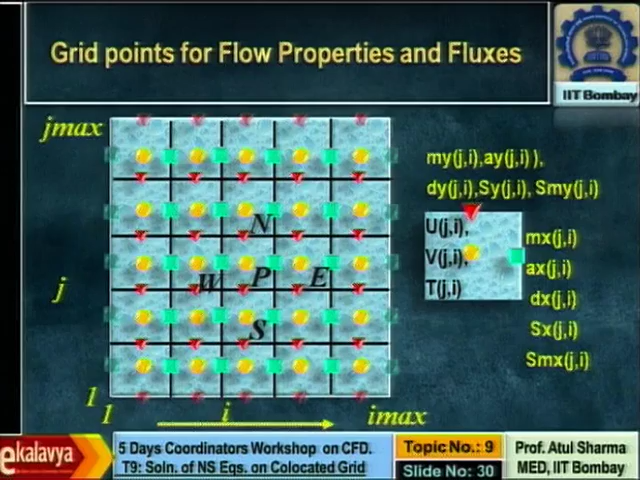 Grid points for Flow Properties and Fluxes
IIT Bombay
jmax
N
W P E
S
j
1
1
i
imax
my(j,i),ay(j,i) ),
dy(j,i),Sy(j,i), Smy(j,i)
U(j,i),
V(j,i),
T(j,i)
mx(j,i)
ax(j,i)
dx(j,i)
Sx(j,i)
Smx(j,i)
ekalavya
5 Days Coordinators Workshop on CFD.
T9: Soln. of NS Eqs. on Colocated Grid
Topic No.: 9
Slide No: 30
Prof. Atul Sharma
MED, IIT Bombay